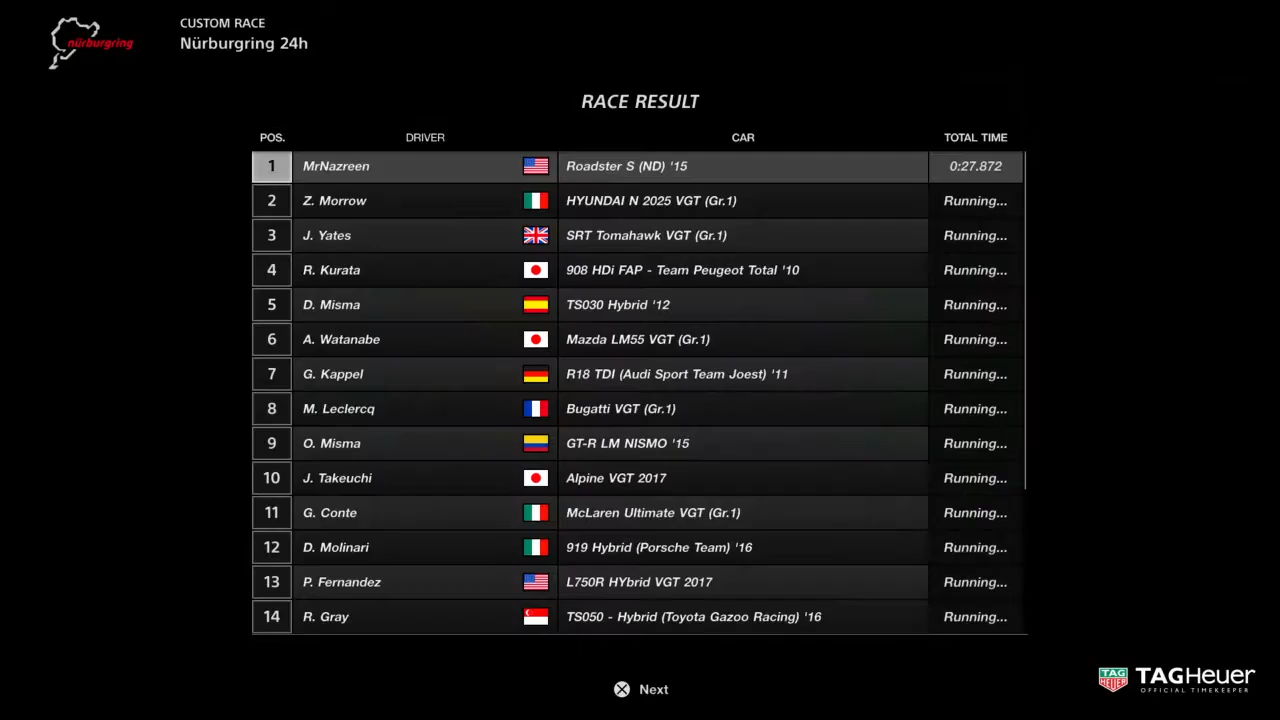 CUSTOM RACE
nürburgring
Nürburgring 24h
RACE RESULT
POS. DRIVER CAR TOTAL TIME
1 MrNazreen Roadster S (ND) '15 0:27.872
2 Z. Morrow HYUNDAI N 2025 VGT (Gr.1) Running...
3 J. Yates SRT Tomahawk VGT (Gr.1) Running...
4 R. Kurata 908 HDi FAP - Team Peugeot Total '10 Running...
5 D. Misma TS030 Hybrid '12 Running...
6 A. Watanabe Mazda LM55 VGT (Gr.1) Running...
7 G. Kappel R18 TDI (Audi Sport Team Joest) '11 Running...
8 M. Leclercq Bugatti VGT (Gr.1) Running...
9 O. Misma GT-R LM NISMO '15 Running...
10 J. Takeuchi Alpine VGT 2017 Running...
11 G. Conte McLaren Ultimate VGT (Gr.1) Running...
12 D. Molinari 919 Hybrid (Porsche Team) '16 Running...
13 P. Fernandez L750R HYbrid VGT 2017 Running...
14 R. Gray TS050 - Hybrid (Toyota Gazoo Racing) '16 Running...
Next
TAG HEUER
TAGHeuer
OFFICIAL TIMEKEEPER